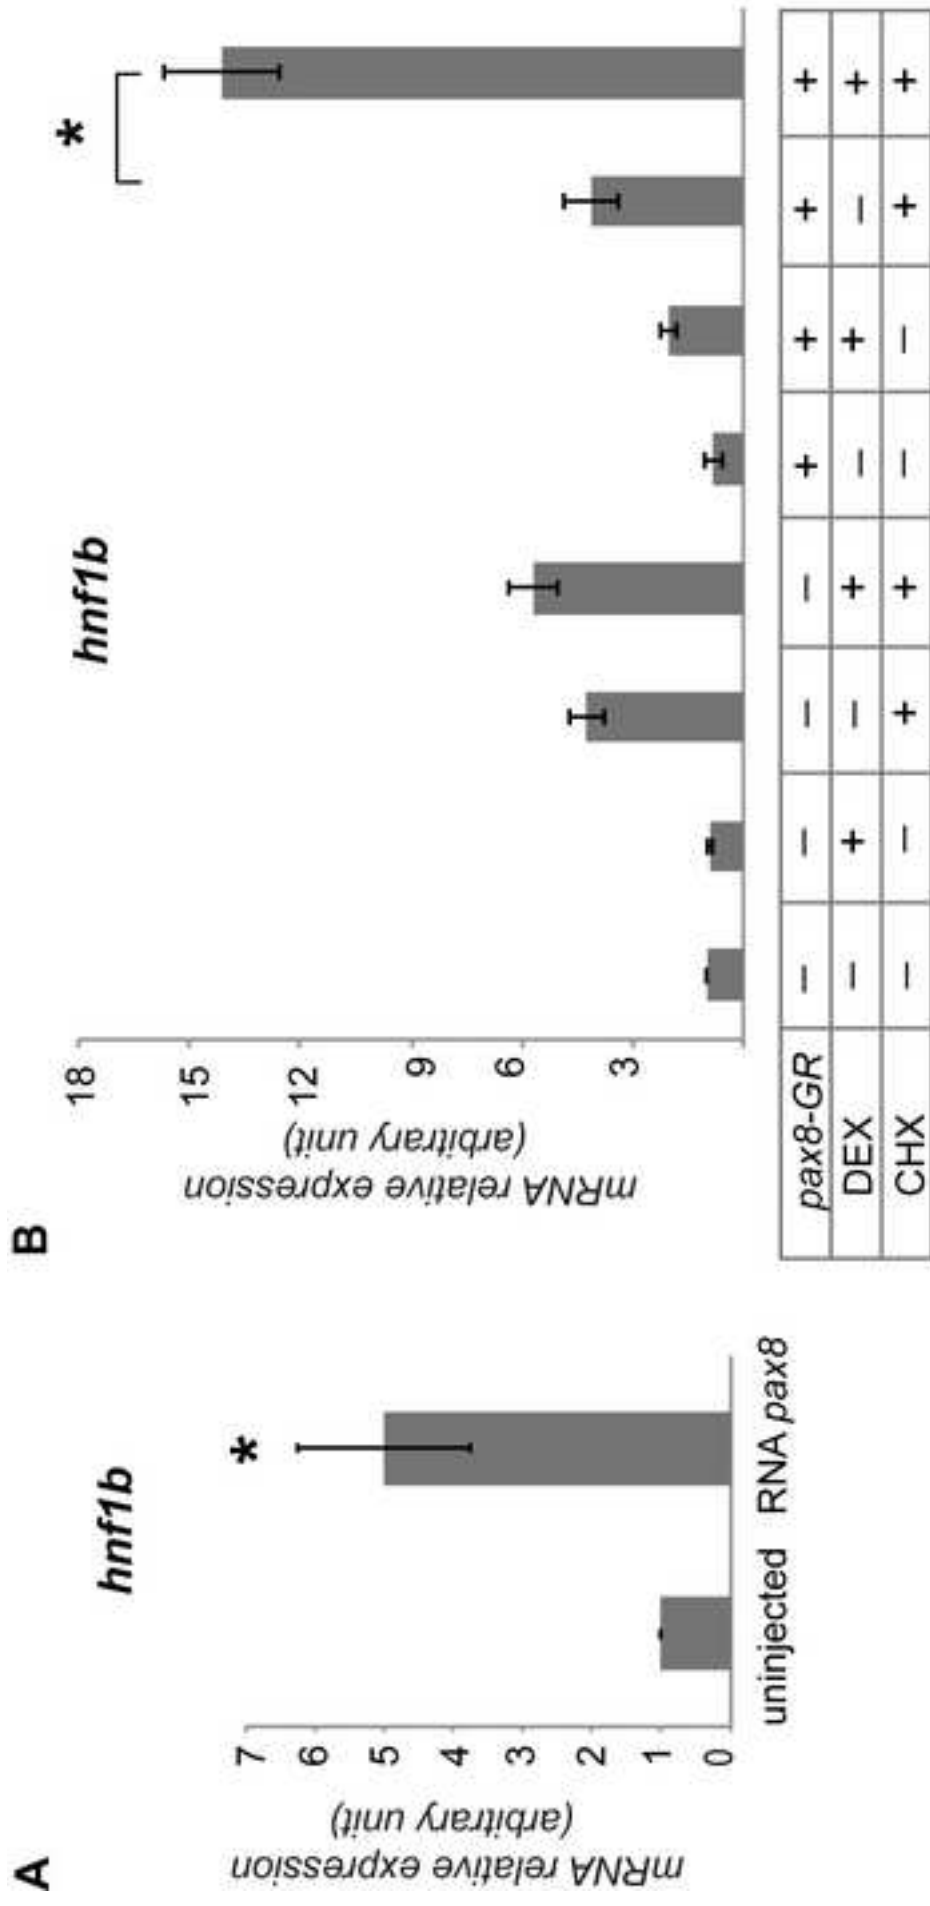 A
hnf1b
*
mRNA relative expression
(arbitrary unit)
7
6
5
4
3
2
1
0
uninjected RNA pax8
B
hnf1b
*
mRNA relative expression
(arbitrary unit)
18
15
12
9
6
3
pax8-GR – – – – + + + +
DEX – + – + – + – +
CHX – – + + – – + +